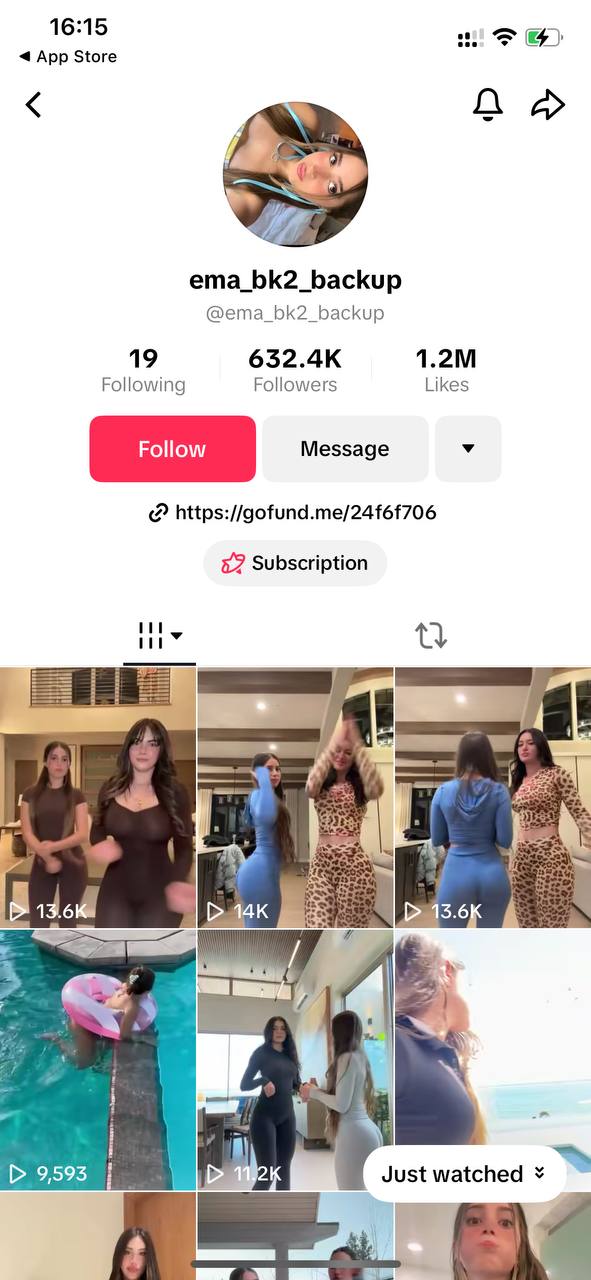 16:15
App Store
ema_bk2_backup
@ema_bk2_backup
19
Following
632.4K
Followers
1.2M
Likes
Follow
Message
https://gofund.me/24f6f706
Subscription
13.6K
14K
13.6K
9,593
11.2K
Just watched